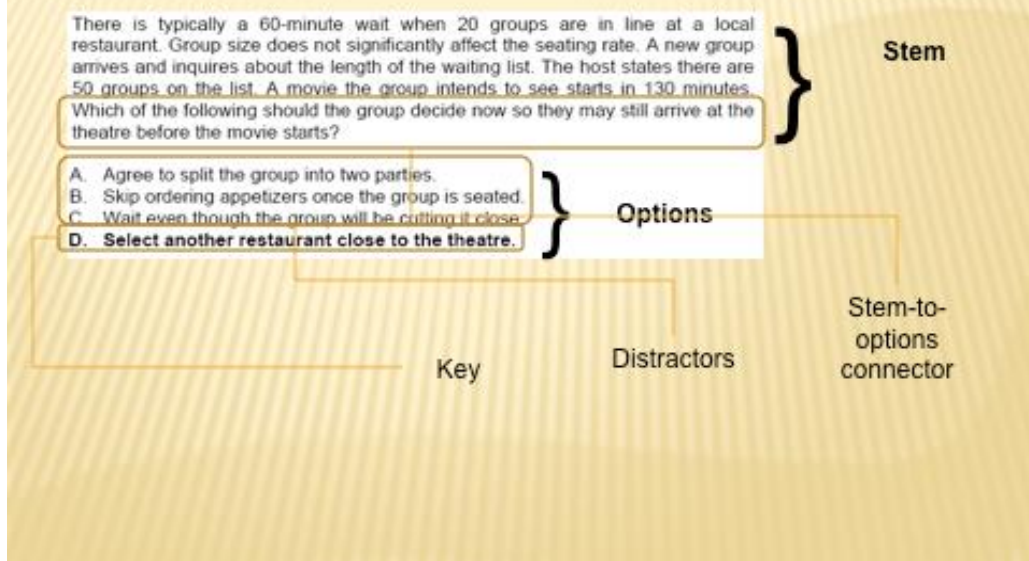 There is typically a 60-minute wait when 20 groups are in line at a local
restaurant. Group size does not significantly affect the seating rate. A new group
arrives and inquires about the length of the waiting list. The host states there are
50 groups on the list. A movie the group intends to see starts in 130 minutes.
Which of the following should the group decide now so they may still arrive at the
theatre before the movie starts?
Stem
A. Agree to split the group into two parties.
B. Skip ordering appetizers once the group is seated.
C. Wait even though the group will be cutting it close.
D. Select another restaurant close to the theatre.
Options
Key
Distractors
Stem-to-
options
connector